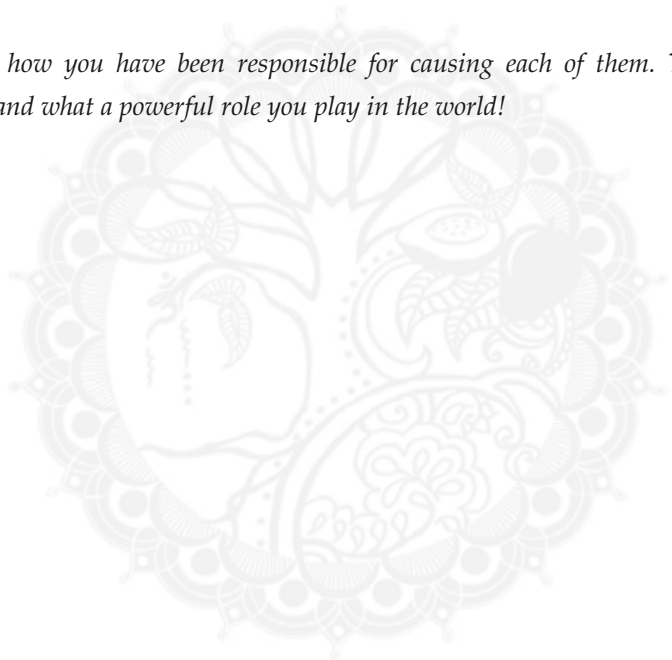 how you have been responsible for causing each of them.
and what a powerful role you play in the world!